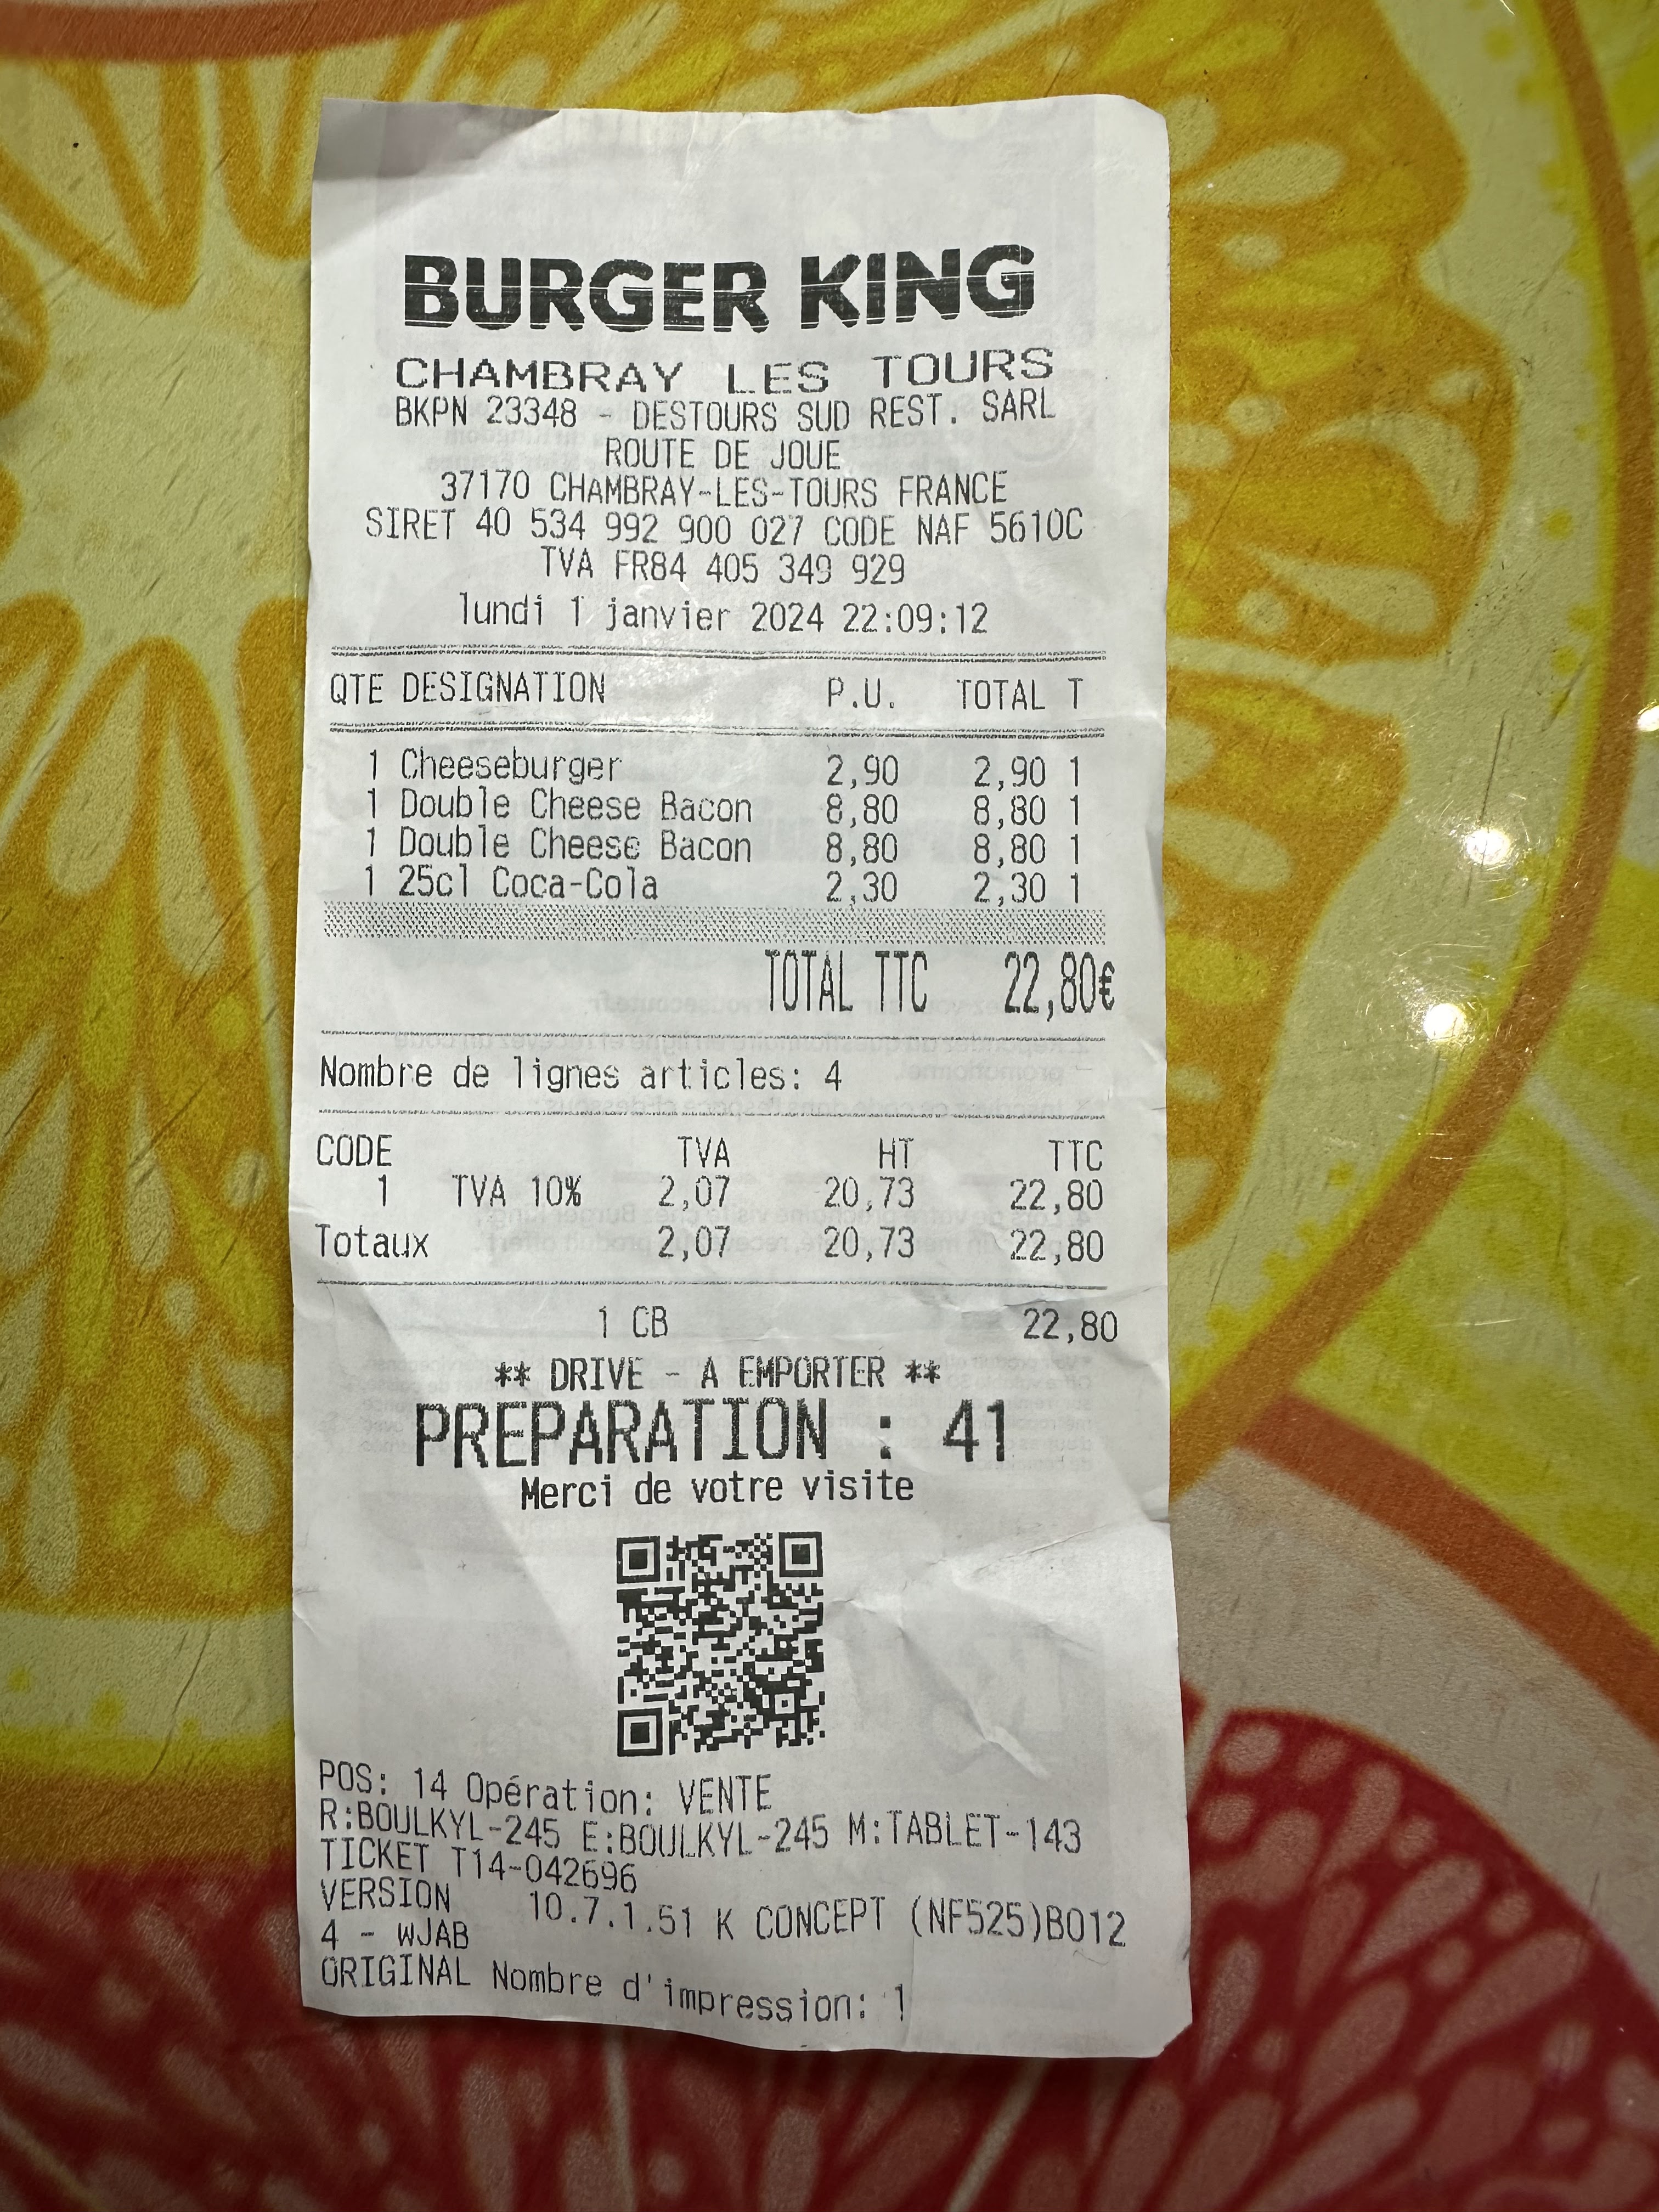 BURGER KING
CHAMBRAY LES TOURS
BKPN 23348 - DESTOURS SUD REST. SARL
ROUTE DE JOUE
37170 CHAMBRAY-LES-TOURS FRANCE
SIRET 40 534 992 900 027 CODE NAF 5610C
TVA FR84 405 349 929
lundi 1 janvier 2024 22:09:12
QTE DESIGNATION P.U. TOTAL T
1 Cheeseburger 2,90 2,90 1
1 Double Cheese Bacon 8,80 8,80 1
1 Double Cheese Bacon 8,80 8,80 1
1 25cl Coca-Cola 2,30 2,30 1
TOTAL TTC 22,80€
Nombre de lignes articles: 4
CODE TVA HT TTC
1 TVA 10% 2,07 20,73 22,80
Totaux 2,07 20,73 22,80
1 CB 22,80
** DRIVE - A EMPORTER **
PREPARATION : 41
Merci de votre visite
POS: 14 Opération: VENTE
R:BOULKYL-245 E:BOULKYL-245 M:TABLET-143
TICKET T14-042696
VERSION 10.7.1.51 K CONCEPT (NF525)B012
4 - WJAB
ORIGINAL Nombre d'impression: 1